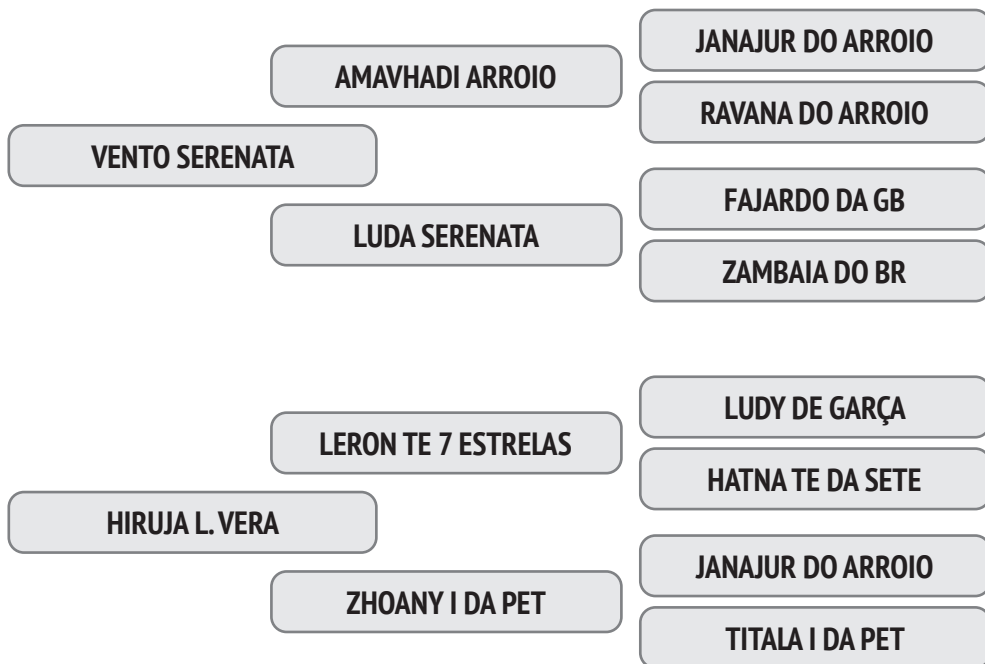 JANAJUR DO ARROIO
AMAVHADI ARROIO
RAVANA DO ARROIO
VENTO SERENATA
FAJARDO DA GB
LUDA SERENATA
ZAMBAIA DO BR
LUDY DE GARÇA
LERON TE 7 ESTRELAS
HATNA TE DA SETE
HIRUJA L. VERA
JANAJUR DO ARROIO
ZHOANY I DA PET
TITALA I DA PET